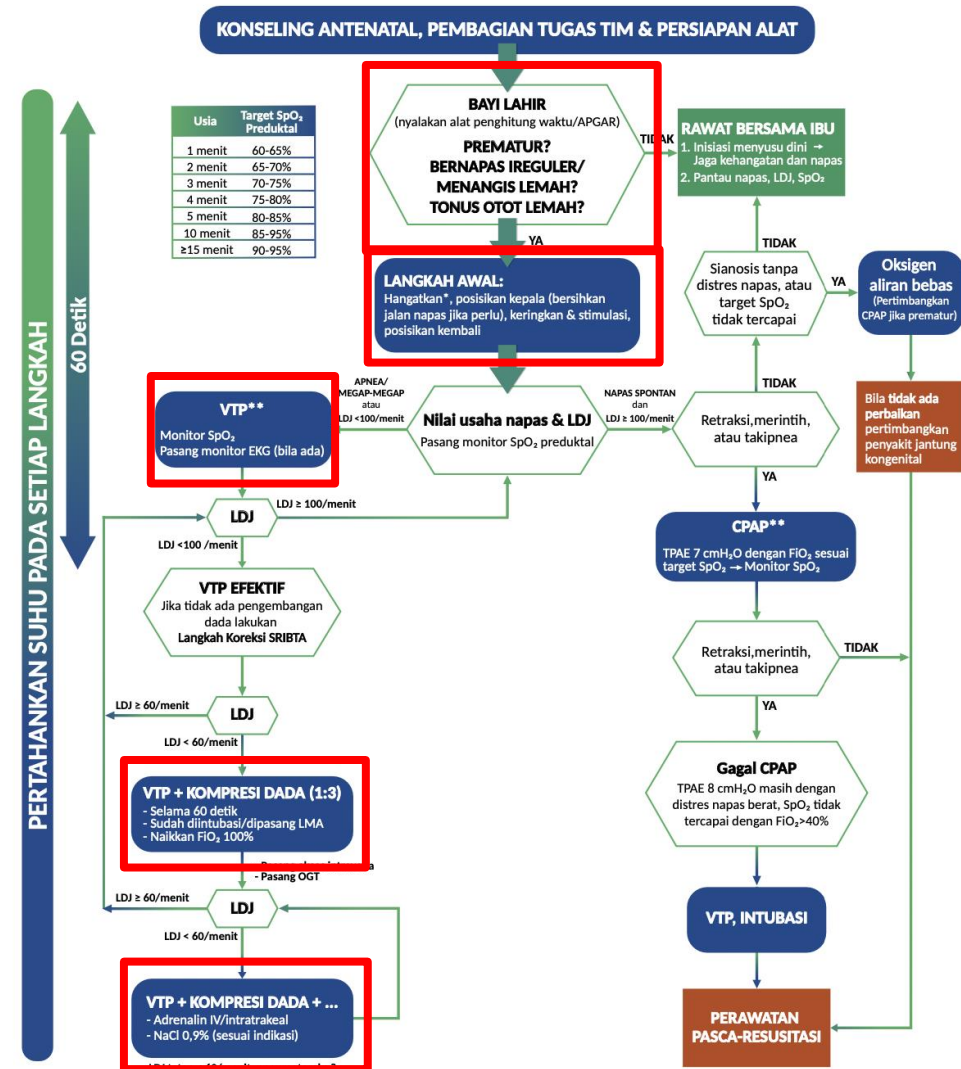 KONSELING ANTENATAL, PEMBAGIAN TUGAS TIM & PERSIAPAN ALAT
PERTAHANKAN SUHU PADA SETIAP LANGKAH
60 Detik
Usia Target SpO₂ Preduktal
1 menit 60-65%
2 menit 65-70%
3 menit 70-75%
4 menit 75-80%
5 menit 80-85%
10 menit 85-95%
≥15 menit 90-95%
BAYI LAHIR
(nyalakan alat penghitung waktu/APGAR)
PREMATUR?
BERNAPAS IREGULER/
MENANGIS LEMAH?
TONUS OTOT LEMAH?
TIDAK
RAWAT BERSAMA IBU
1. Inisiasi menyusu dini →
Jaga kehangatan dan napas
2. Pantau napas, LDJ, SpO₂
YA
LANGKAH AWAL:
Hangatkan*, posisikan kepala (bersihkan
jalan napas jika perlu), keringkan & stimulasi,
posisikan kembali
TIDAK
Sianosis tanpa
distres napas, atau
target SpO₂
tidak tercapai
YA
Oksigen
aliran bebas
(Pertimbangkan
CPAP jika prematur)
Bila tidak ada
perbaikan
pertimbangkan
penyakit jantung
kongenital
VTP**
Monitor SpO₂
Pasang monitor EKG (bila ada)
APNEA/
MEGAP-MEGAP
atau
LDJ <100/menit
Nilai usaha napas & LDJ
Pasang monitor SpO₂ preduktal
NAPAS SPONTAN
dan
LDJ ≥ 100/menit
TIDAK
Retraksi,merintih,
atau takipnea
YA
LDJ
LDJ ≥ 100/menit
LDJ <100 /menit
CPAP**
TPAE 7 cmH₂O dengan FiO₂ sesuai
target SpO₂ → Monitor SpO₂
VTP EFEKTIF
Jika tidak ada pengembangan
dada lakukan
Langkah Koreksi SRIBTA
Retraksi,merintih,
atau takipnea
TIDAK
YA
LDJ
LDJ ≥ 60/menit
LDJ < 60/menit
Gagal CPAP
TPAE 8 cmH₂O masih dengan
distres napas berat, SpO₂ tidak
tercapai dengan FiO₂>40%
VTP + KOMPRESI DADA (1:3)
- Selama 60 detik
- Sudah diintubasi/dipasang LMA
- Naikkan FiO₂ 100%
- Pasang OGT
LDJ
LDJ ≥ 60/menit
LDJ < 60/menit
VTP, INTUBASI
VTP + KOMPRESI DADA + ...
- Adrenalin IV/intratrakeal
- NaCl 0,9% (sesuai indikasi)
PERAWATAN
PASCA-RESUSITASI